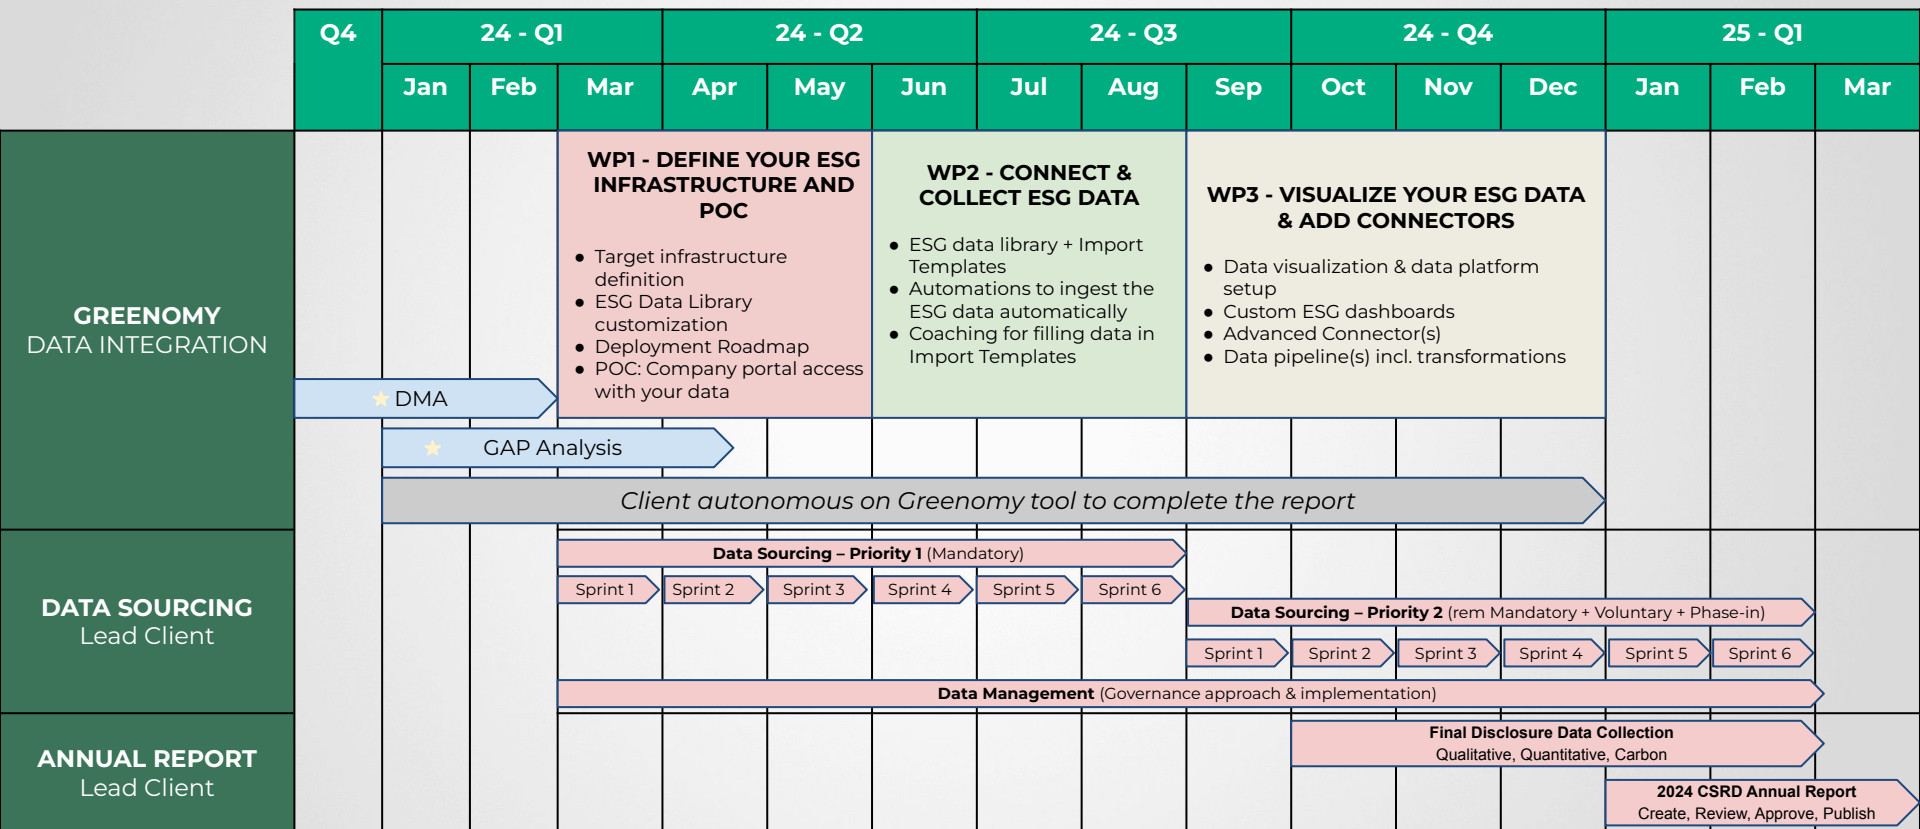 Q4
24 - Q1
24 - Q2
24 - Q3
24 - Q4
25 - Q1
Jan
Feb
Mar
Apr
May
Jun
Jul
Aug
Sep
Oct
Nov
Dec
Jan
Feb
Mar
GREENOMY
DATA INTEGRATION
WP1 - DEFINE YOUR ESG
INFRASTRUCTURE AND
POC
● Target infrastructure
definition
● ESG Data Library
customization
● Deployment Roadmap
● POC: Company portal access
with your data
WP2 - CONNECT &
COLLECT ESG DATA
● ESG data library + Import
Templates
● Automations to ingest the
ESG data automatically
● Coaching for filling data in
Import Templates
WP3 - VISUALIZE YOUR ESG DATA
& ADD CONNECTORS
● Data visualization & data platform
setup
● Custom ESG dashboards
● Advanced Connector(s)
● Data pipeline(s) incl. transformations
DMA
GAP Analysis
Client autonomous on Greenomy tool to complete the report
DATA SOURCING
Lead Client
Data Sourcing – Priority 1 (Mandatory)
Sprint 1
Sprint 2
Sprint 3
Sprint 4
Sprint 5
Sprint 6
Data Sourcing – Priority 2 (rem Mandatory + Voluntary + Phase-in)
Sprint 1
Sprint 2
Sprint 3
Sprint 4
Sprint 5
Sprint 6
Data Management (Governance approach & implementation)
ANNUAL REPORT
Lead Client
Final Disclosure Data Collection
Qualitative, Quantitative, Carbon
2024 CSRD Annual Report
Create, Review, Approve, Publish